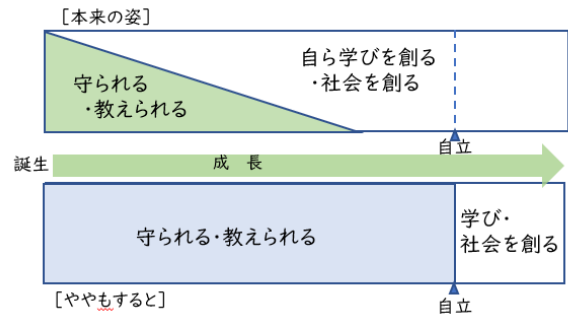 [本来の姿]
守られる
・教えられる
自ら学びを創る
・社会を創る
自立
誕生
成 長
守られる・教えられる
学び・
社会を創る
[ややもすると]
自立